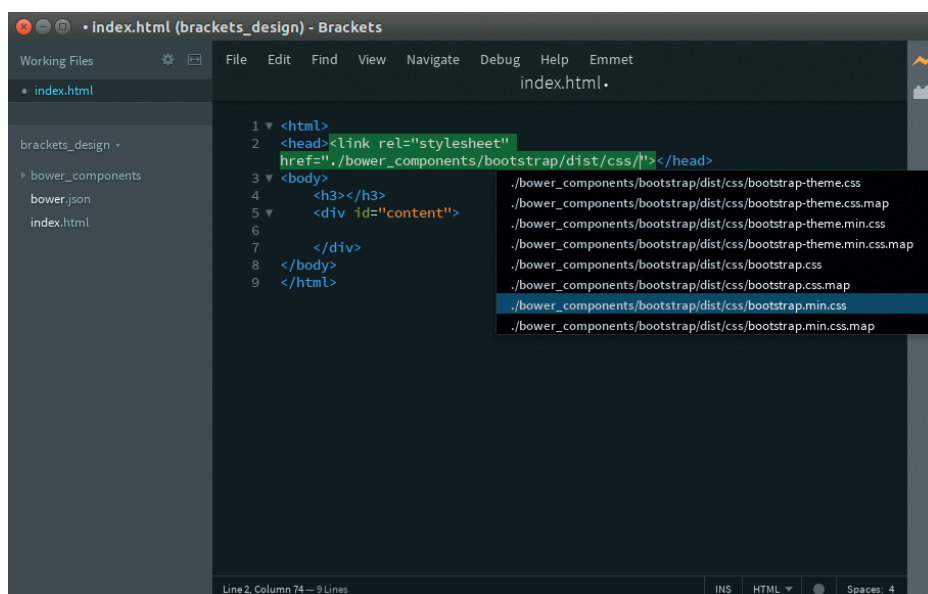 • index.html (brackets_design) - Brackets
Working Files
• index.html
brackets_design
bower_components
bower.json
index.html
File Edit Find View Navigate Debug Help Emmet
index.html •
1 <html>
2 <head><link rel="stylesheet"
href="./bower_components/bootstrap/dist/css/"></head>
3 <body>
4 <h3></h3>
5 <div id="content">
6
7 </div>
8 </body>
9 </html>
./bower_components/bootstrap/dist/css/bootstrap-theme.css
./bower_components/bootstrap/dist/css/bootstrap-theme.css.map
./bower_components/bootstrap/dist/css/bootstrap-theme.min.css
./bower_components/bootstrap/dist/css/bootstrap-theme.min.css.map
./bower_components/bootstrap/dist/css/bootstrap.css
./bower_components/bootstrap/dist/css/bootstrap.css.map
./bower_components/bootstrap/dist/css/bootstrap.min.css
./bower_components/bootstrap/dist/css/bootstrap.min.css.map
Line 2, Column 74 — 9 Lines INS HTML Spaces: 4